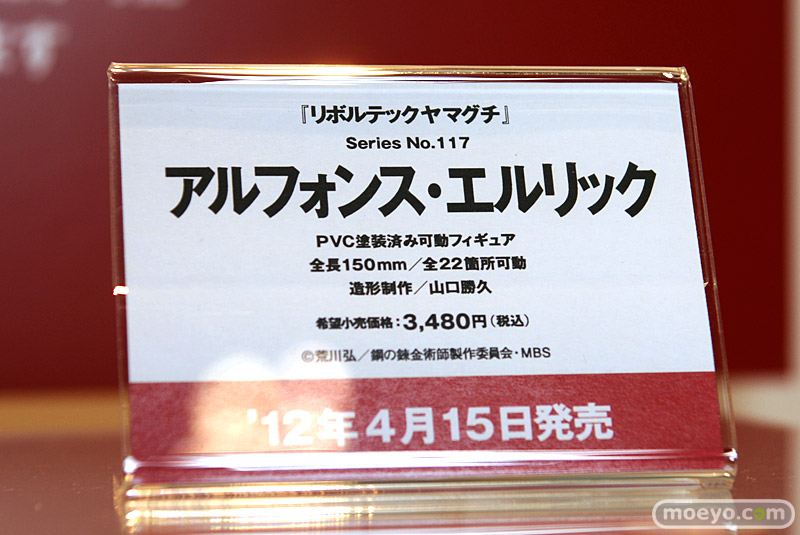 ます
『リボルテックヤマグチ』
Series No.117
アルフォンス・エルリック
PVC塗装済み可動フィギュア
全長150mm／全22箇所可動
造形制作／山口勝久
希望小売価格：3,480円（税込）
©荒川弘／鋼の錬金術師製作委員会・MBS
'12年4月15日発売
moeyo.com